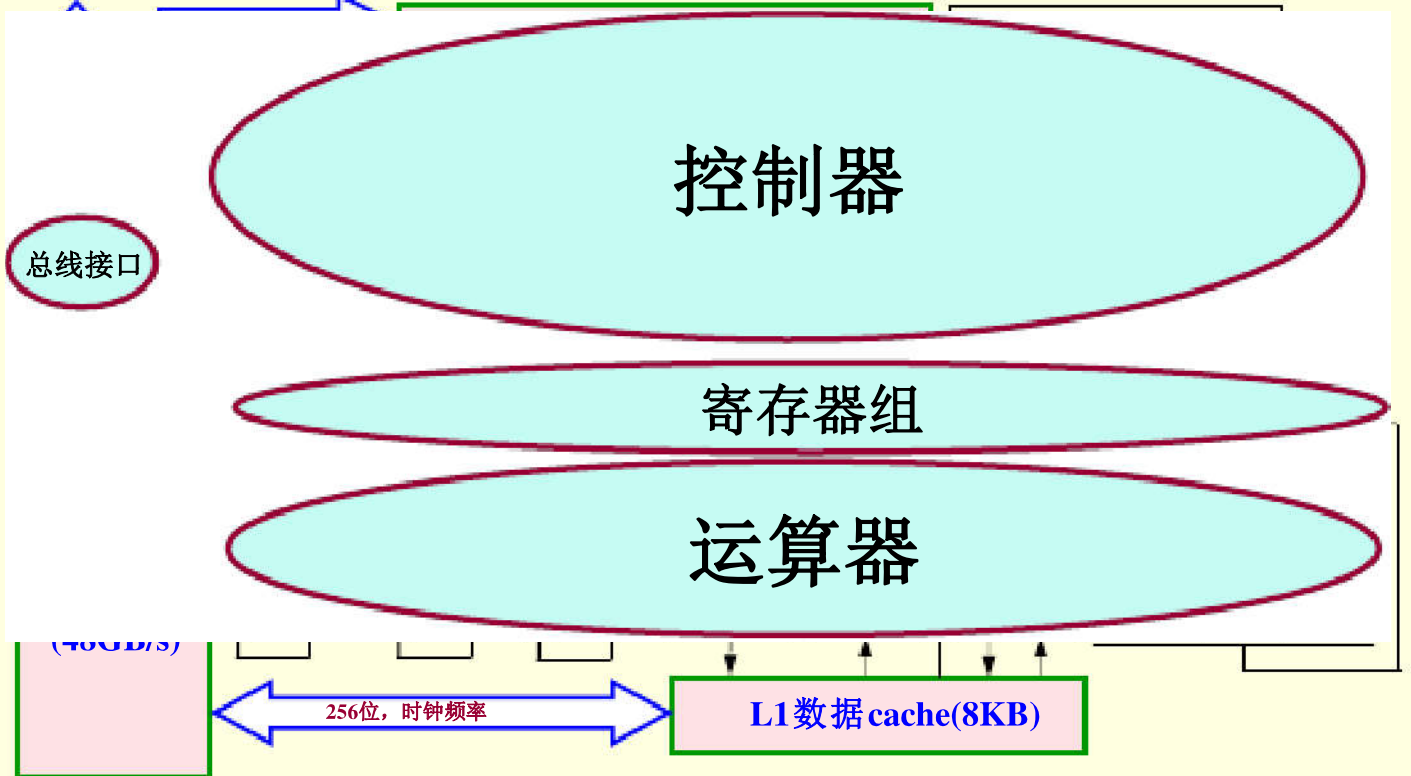 控制器
总线接口
寄存器组
运算器
(48GB/s)
256位，时钟频率
L1数据cache(8KB)